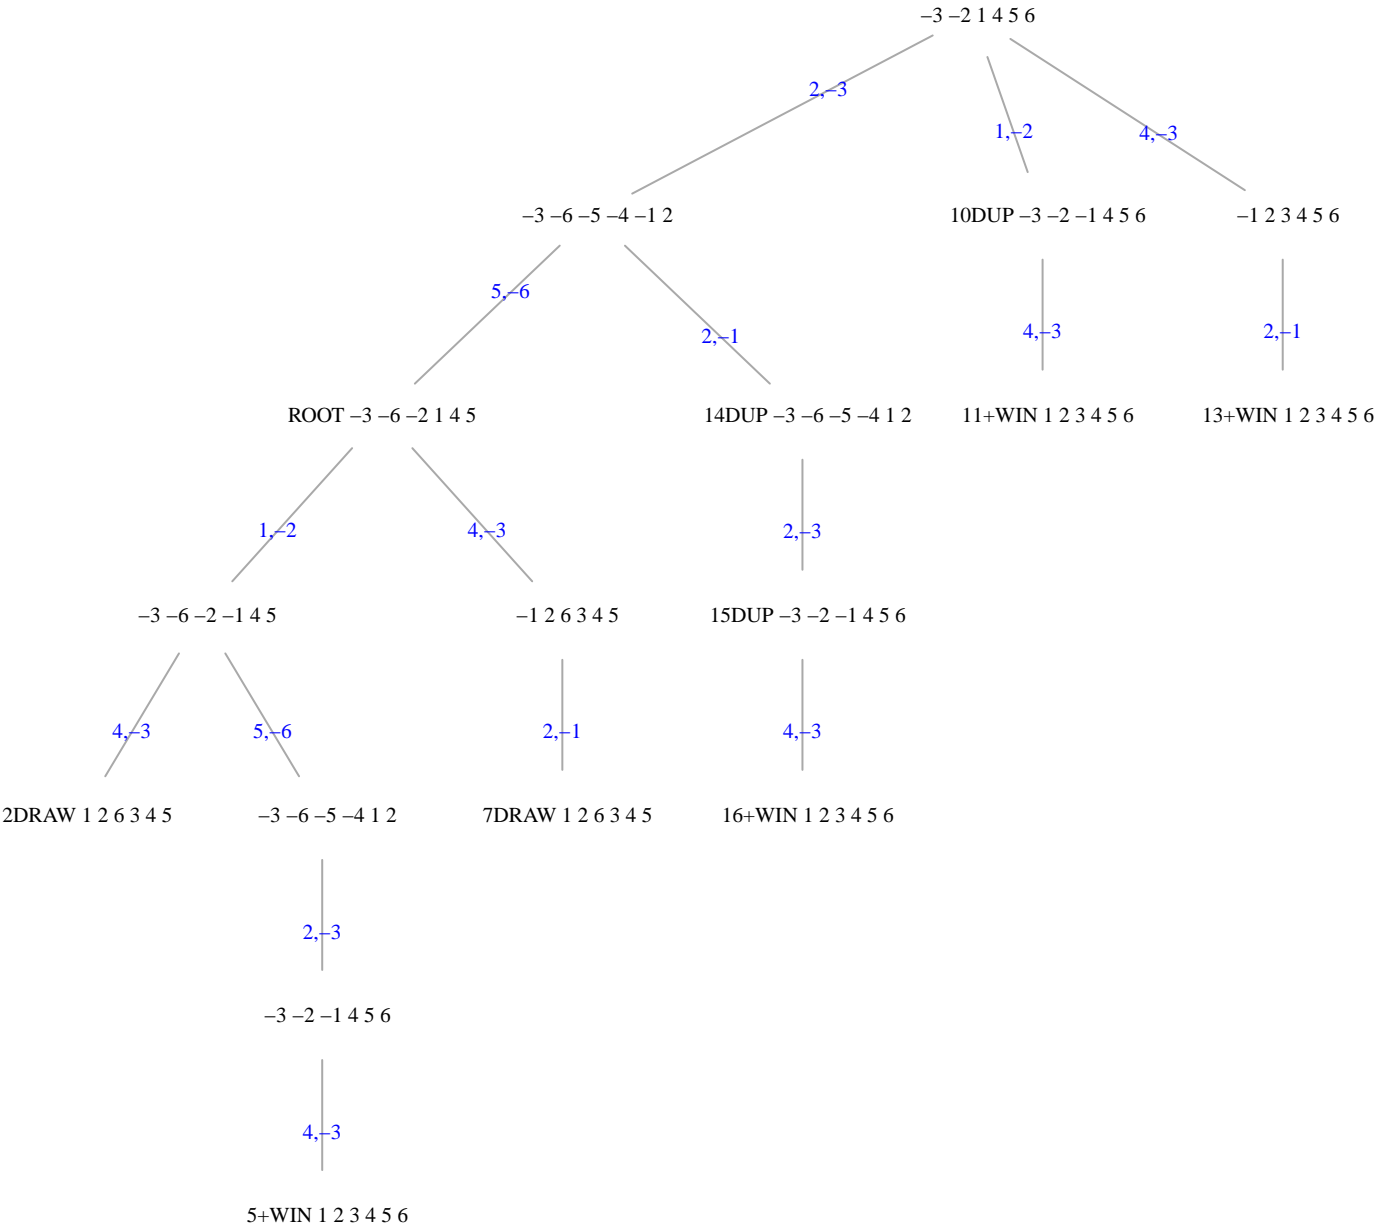 −3 −2 1 4 5 6
2,−3
1,−2
4,−3
−3 −6 −5 −4 −1 2
10DUP −3 −2 −1 4 5 6
−1 2 3 4 5 6
5,−6
2,−1
4,−3
2,−1
ROOT −3 −6 −2 1 4 5
14DUP −3 −6 −5 −4 1 2
11+WIN 1 2 3 4 5 6
13+WIN 1 2 3 4 5 6
1,−2
4,−3
2,−3
−3 −6 −2 −1 4 5
−1 2 6 3 4 5
15DUP −3 −2 −1 4 5 6
4,−3
5,−6
2,−1
4,−3
2DRAW 1 2 6 3 4 5
−3 −6 −5 −4 1 2
7DRAW 1 2 6 3 4 5
16+WIN 1 2 3 4 5 6
2,−3
−3 −2 −1 4 5 6
4,−3
5+WIN 1 2 3 4 5 6